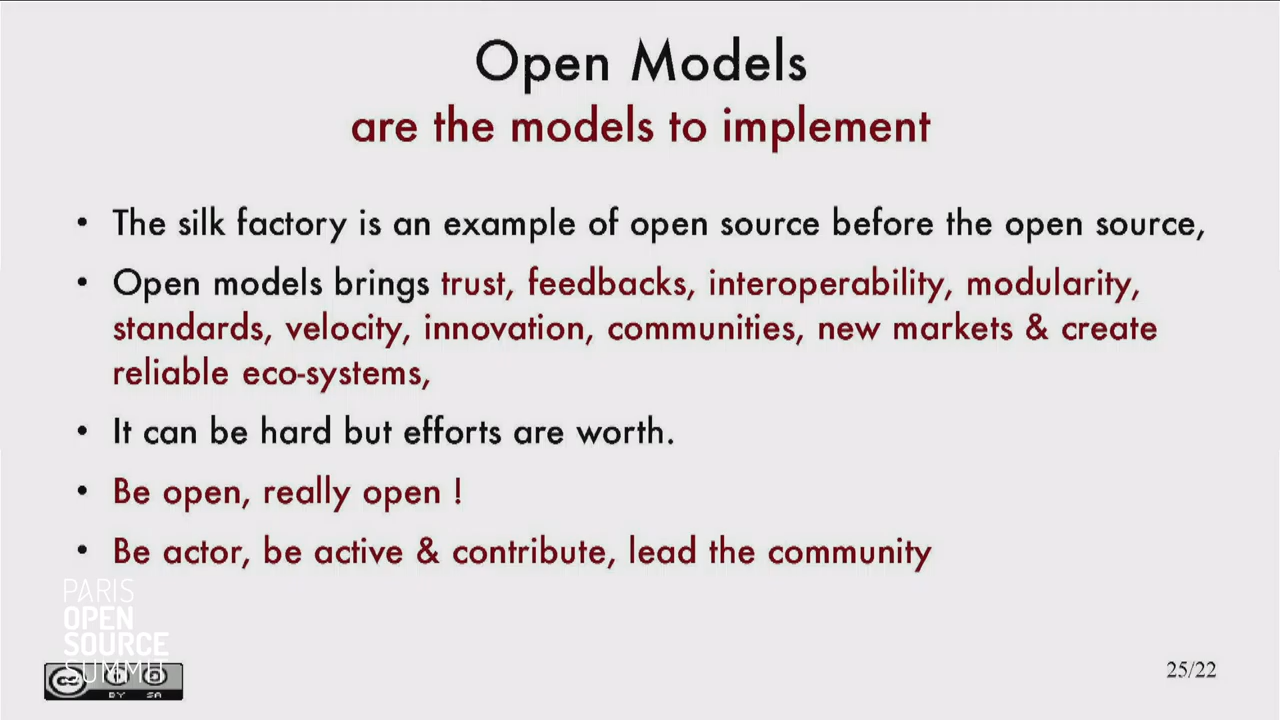 Open Models
are the models to implement
• The silk factory is an example of open source before the open source,
• Open models brings trust, feedbacks, interoperability, modularity,
standards, velocity, innovation, communities, new markets & create
reliable eco-systems,
• It can be hard but efforts are worth.
• Be open, really open !
• Be actor, be active & contribute, lead the community
PARIS
OPEN
SOURCE
SUMMIT
cc
BY SA
25/22